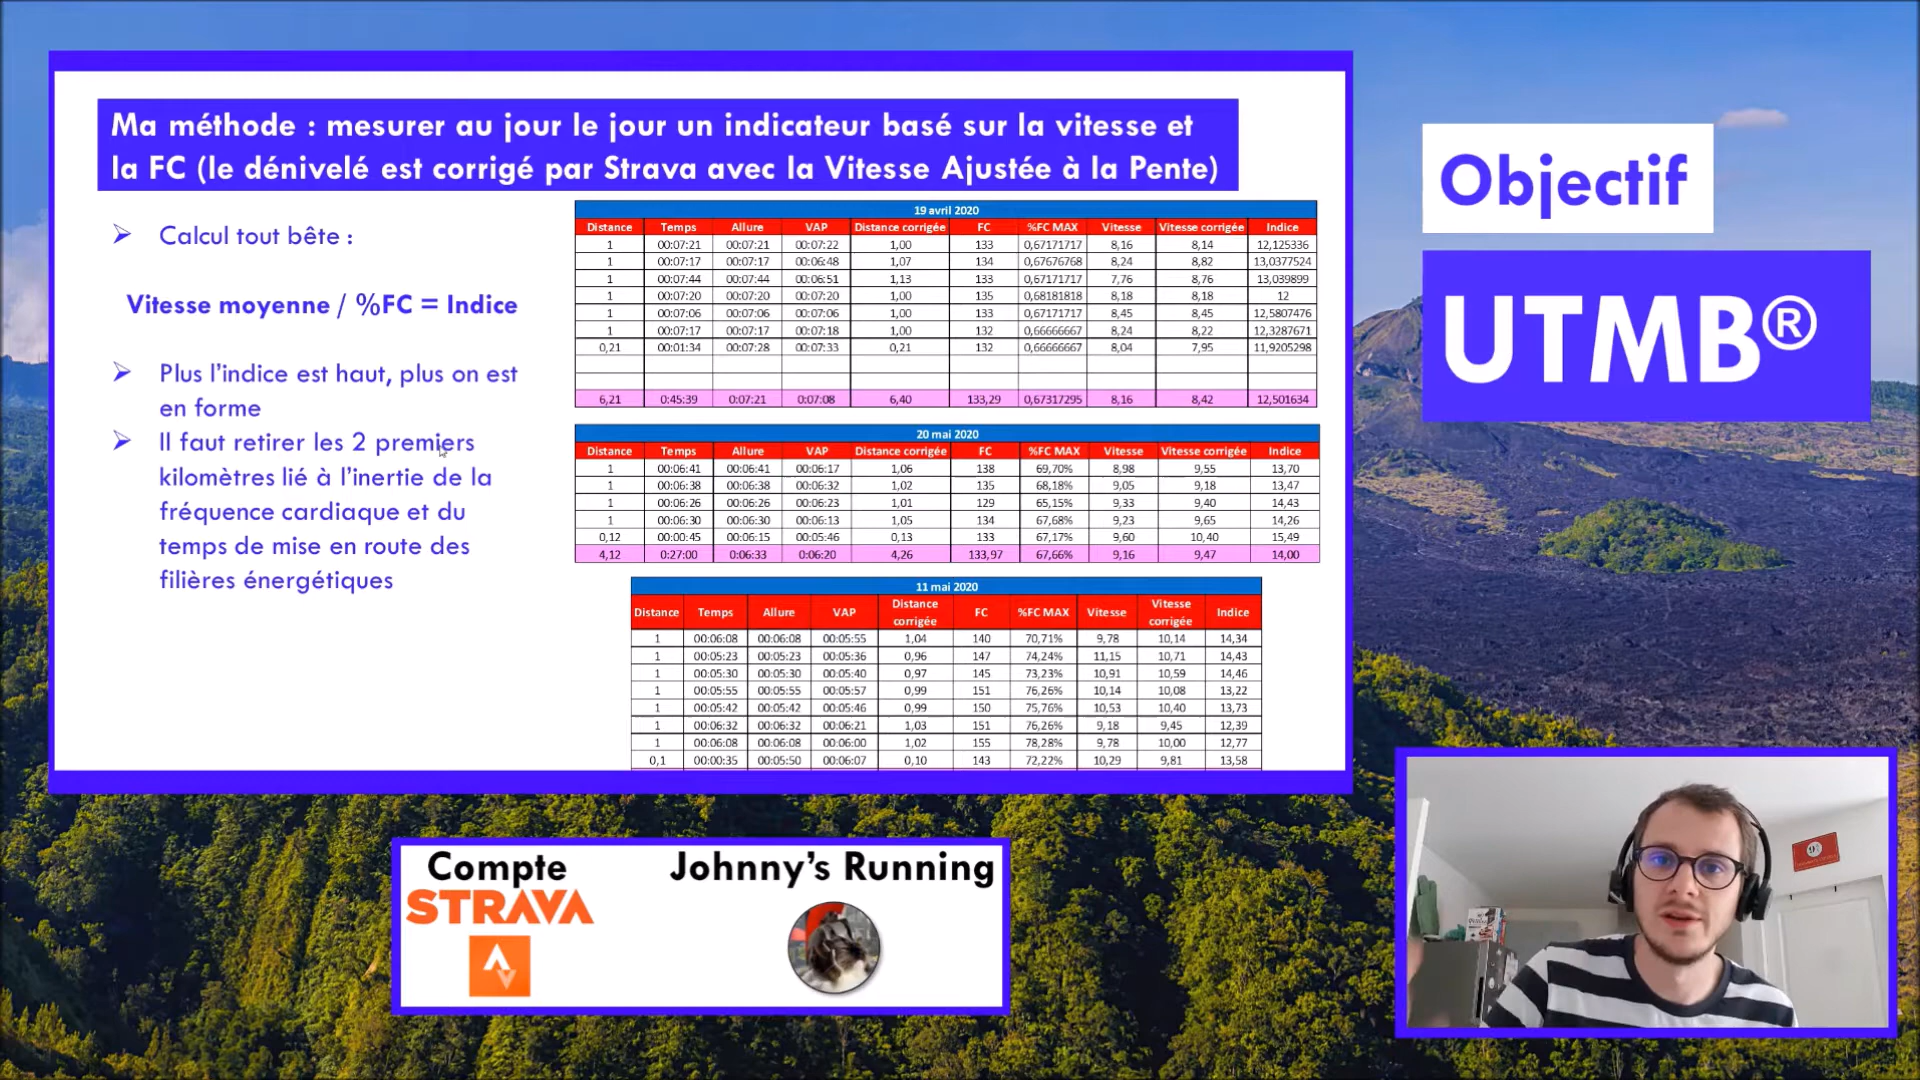 Ma méthode : mesurer au jour le jour un indicateur basé sur la vitesse et
la FC (le dénivelé est corrigé par Strava avec la Vitesse Ajustée à la Pente)
Calcul tout bête :
Vitesse moyenne / %FC = Indice
Plus l'indice est haut, plus on est
en forme
Il faut retirer les 2 premiers
kilomètres lié à l'inertie de la
fréquence cardiaque et du
temps de mise en route des
filières énergétiques
19 avril 2020
Distance Temps Allure VAP Distance corrigée FC %FC MAX Vitesse Vitesse corrigée Indice
1 00:07:21 00:07:21 00:07:22 1,00 133 0,67171717 8,16 8,14 12,125336
1 00:07:17 00:07:17 00:06:48 1,07 134 0,67676768 8,24 8,82 13,0377524
1 00:07:44 00:07:44 00:06:51 1,13 133 0,67171717 7,76 8,76 13,039899
1 00:07:20 00:07:20 00:07:20 1,00 135 0,68181818 8,18 8,18 12
1 00:07:06 00:07:06 00:07:06 1,00 133 0,67171717 8,45 8,45 12,5807476
1 00:07:17 00:07:17 00:07:18 1,00 132 0,66666667 8,24 8,22 12,3287671
0,21 00:01:34 00:07:28 00:07:33 0,21 132 0,66666667 8,04 7,95 11,9205298
6,21 0:45:39 0:07:21 0:07:08 6,40 133,29 0,67317295 8,16 8,42 12,501634
20 mai 2020
Distance Temps Allure VAP Distance corrigée FC %FC MAX Vitesse Vitesse corrigée Indice
1 00:06:41 00:06:41 00:06:17 1,06 138 69,70% 8,98 9,55 13,70
1 00:06:38 00:06:38 00:06:32 1,02 135 68,18% 9,05 9,18 13,47
1 00:06:26 00:06:26 00:06:23 1,01 129 65,15% 9,33 9,40 14,43
1 00:06:30 00:06:30 00:06:13 1,05 134 67,68% 9,23 9,65 14,26
0,12 00:00:45 00:06:15 00:05:46 0,13 133 67,17% 9,60 10,40 15,49
4,12 0:27:00 0:06:33 0:06:20 4,26 133,97 67,66% 9,16 9,47 14,00
11 mai 2020
Distance Temps Allure VAP Distance corrigée FC %FC MAX Vitesse Vitesse corrigée Indice
1 00:06:08 00:06:08 00:05:55 1,04 140 70,71% 9,78 10,14 14,34
1 00:05:23 00:05:23 00:05:36 0,96 147 74,24% 11,15 10,71 14,43
1 00:05:30 00:05:30 00:05:40 0,97 145 73,23% 10,91 10,59 14,46
1 00:05:55 00:05:55 00:05:57 0,99 151 76,26% 10,14 10,08 13,22
1 00:05:42 00:05:42 00:05:46 0,99 150 75,76% 10,53 10,40 13,73
1 00:06:32 00:06:32 00:06:21 1,03 151 76,26% 9,18 9,45 12,39
1 00:06:08 00:06:08 00:06:00 1,02 155 78,28% 9,78 10,00 12,77
0,1 00:00:35 00:05:50 00:06:07 0,10 143 72,22% 10,29 9,81 13,58
Objectif
UTMB®
Compte
STRAVA
Johnny's Running